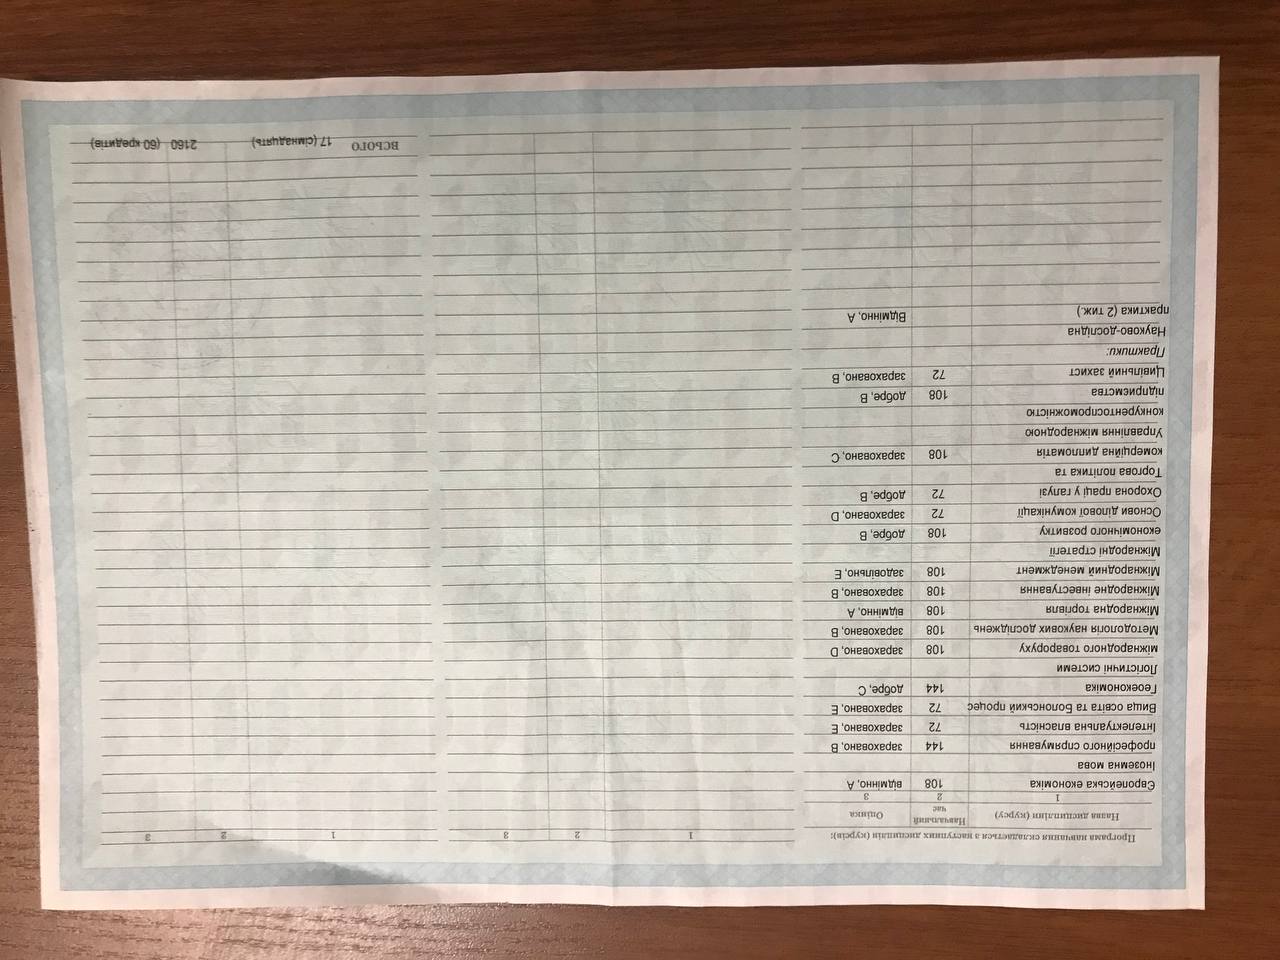 Програма навчання складається з наступних дисциплін (курсів):
Назва дисципліни (курсу) Навчальний час Оцінка
1 2 3
Європейська економіка 108 відмінно, А
Іноземна мова
професійного спрямування 144 зараховано, В
Інтелектуальна власність 72 зараховано, Е
Вища освіта та Болонський процес 72 зараховано, Е
Геоекономіка 144 добре, С
Логістичні системи
міжнародного товароруху 108 зараховано, D
Методологія наукових досліджень 108 зараховано, В
Міжнародна торгівля 108 відмінно, А
Міжнародне інвестування 108 зараховано, В
Міжнародний менеджмент 108 задовільно, Е
Міжнародні стратегії
економічного розвитку 108 добре, В
Основи ділової комунікації 72 зараховано, D
Охорона праці у галузі 72 добре, В
Торгова політика та
комерційна дипломатія 108 зараховано, С
Управління міжнародною
конкурентоспроможністю
підприємства 108 добре, В
Цивільний захист 72 зараховано, В
Практики:
Науково-дослідна
практика (2 тиж.) Відмінно, А
1 2 3
1 2 3
ВСЬОГО 17 (сімнадцять) 2160 (60 кредитів)